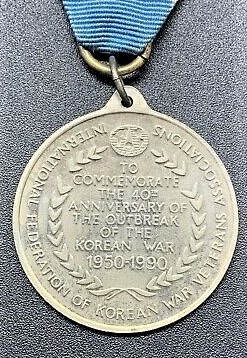 INTERNATIONAL FEDERATION OF KOREAN WAR VETERANS ASSOCIATIONS
TO
COMMEMORATE
THE 40TH
ANNIVERSARY OF
THE OUTBREAK
OF THE
KOREAN WAR
1950-1990